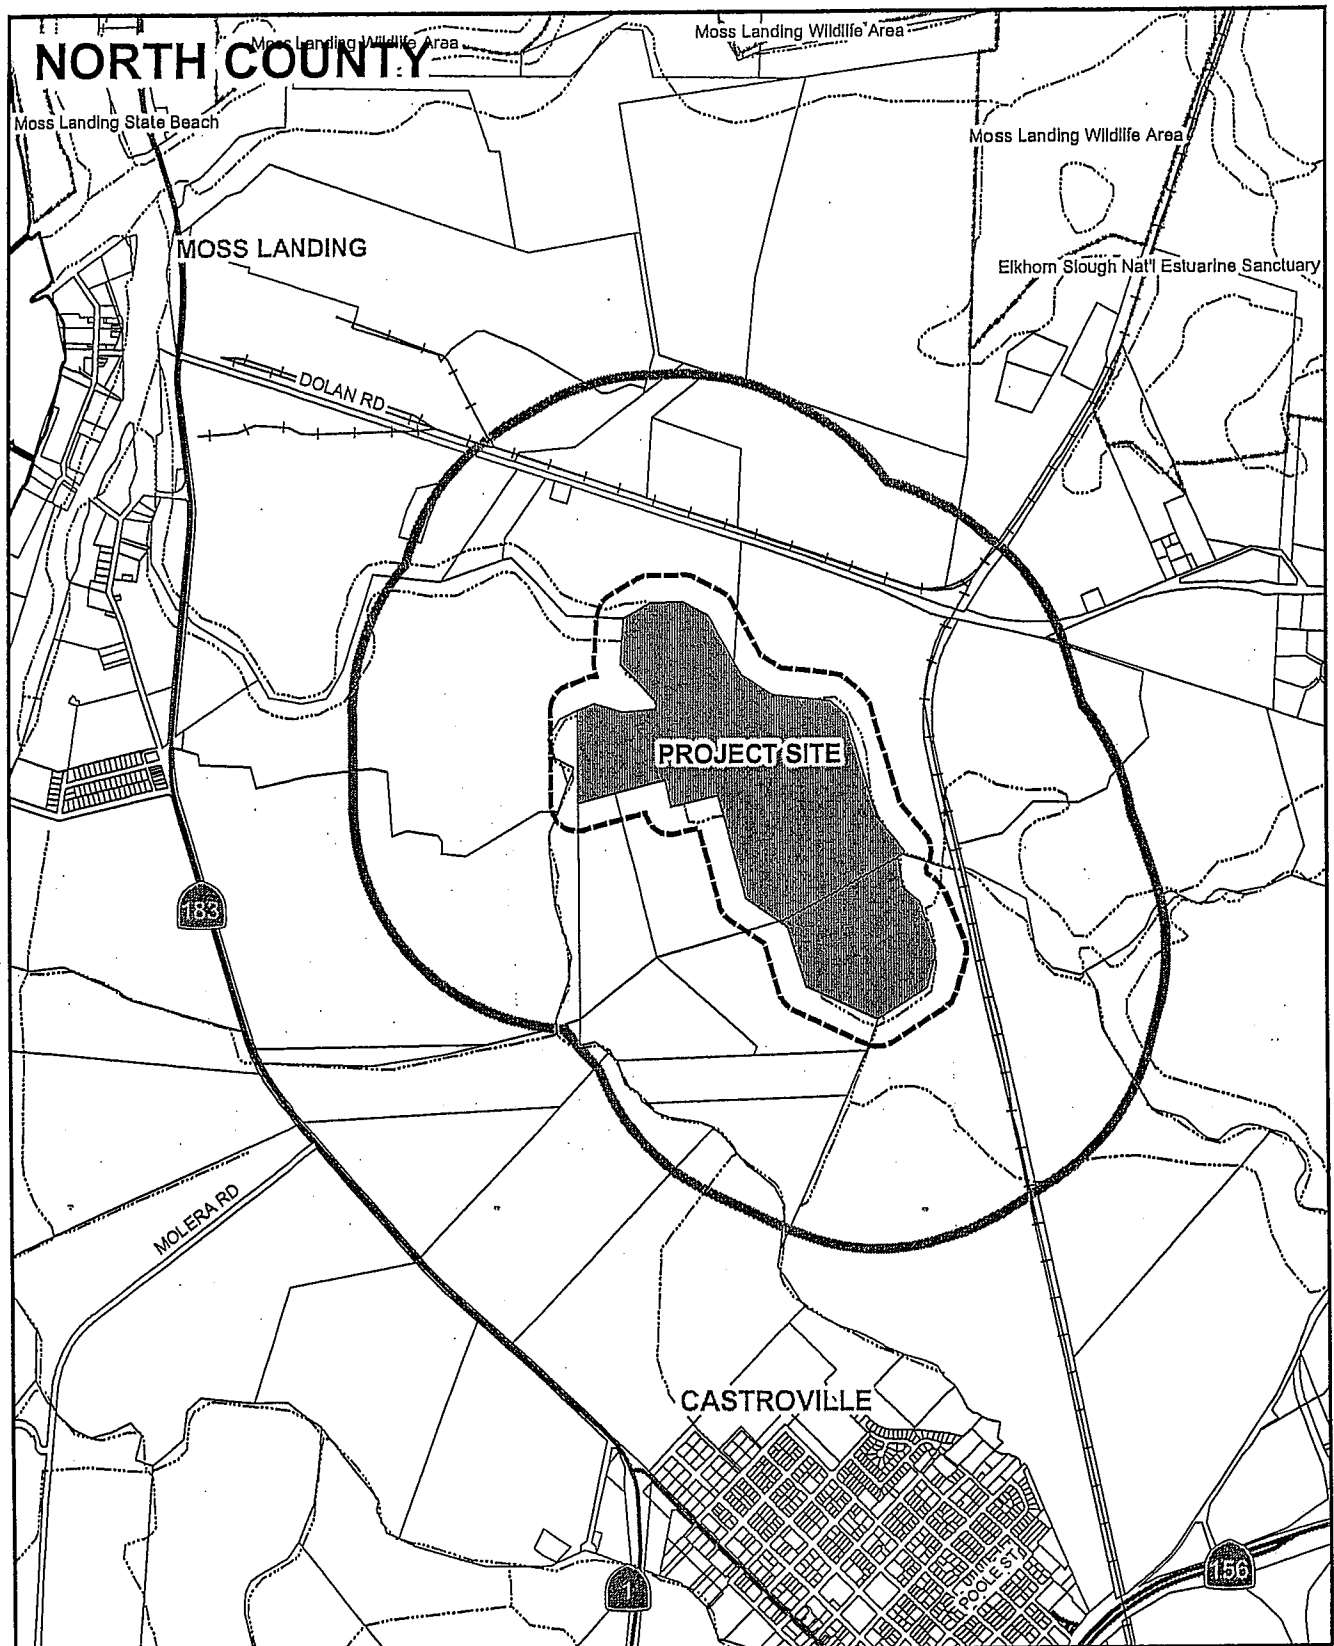 Moss Landing Wildlife Area
Moss Landing Wildlife Area
NORTH COUNTY
Moss Landing State Beach
Moss Landing Wildlife Area
MOSS LANDING
Elkhorn Slough Nat'l Estuarine Sanctuary
DOLAN RD
PROJECT SITE
183
MOLERA RD
CASTROVILLE
POOLE ST
156
1